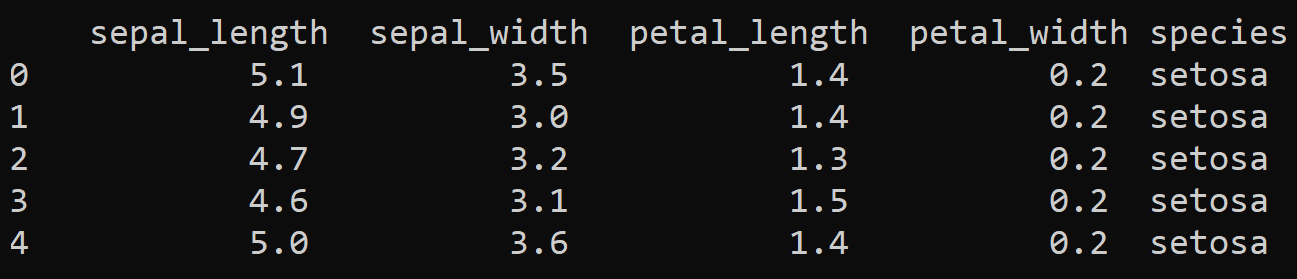 sepal_length sepal_width petal_length petal_width species
0 5.1 3.5 1.4 0.2 setosa
1 4.9 3.0 1.4 0.2 setosa
2 4.7 3.2 1.3 0.2 setosa
3 4.6 3.1 1.5 0.2 setosa
4 5.0 3.6 1.4 0.2 setosa